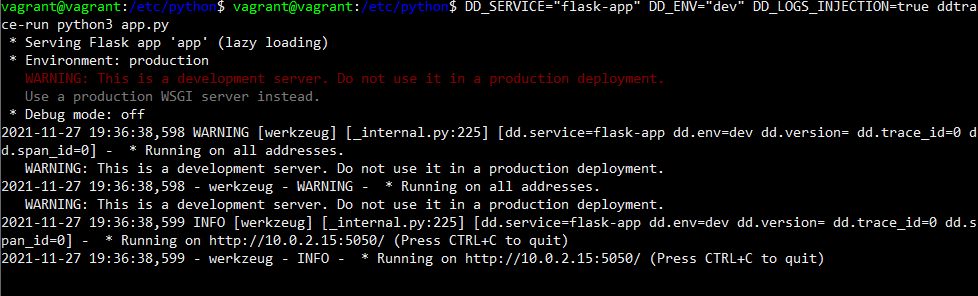 vagrant@vagrant:/etc/python$ vagrant@vagrant:/etc/python$ DD_SERVICE="flask-app" DD_ENV="dev" DD_LOGS_INJECTION=true ddtra
ce-run python3 app.py
 * Serving Flask app 'app' (lazy loading)
 * Environment: production
   WARNING: This is a development server. Do not use it in a production deployment.
   Use a production WSGI server instead.
 * Debug mode: off
2021-11-27 19:36:38,598 WARNING [werkzeug] [_internal.py:225] [dd.service=flask-app dd.env=dev dd.version= dd.trace_id=0 d
d.span_id=0] -  * Running on all addresses.
   WARNING: This is a development server. Do not use it in a production deployment.
2021-11-27 19:36:38,598 - werkzeug - WARNING -  * Running on all addresses.
   WARNING: This is a development server. Do not use it in a production deployment.
2021-11-27 19:36:38,599 INFO [werkzeug] [_internal.py:225] [dd.service=flask-app dd.env=dev dd.version= dd.trace_id=0 dd.s
pan_id=0] -  * Running on http://10.0.2.15:5050/ (Press CTRL+C to quit)
2021-11-27 19:36:38,599 - werkzeug - INFO -  * Running on http://10.0.2.15:5050/ (Press CTRL+C to quit)